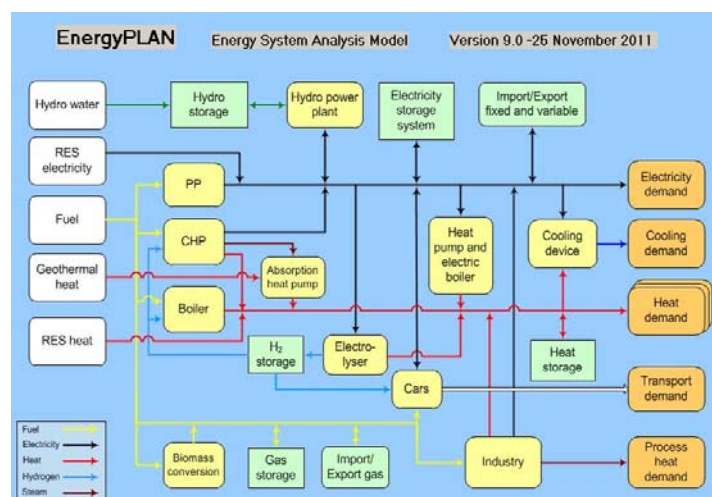 EnergyPLAN Energy System Analysis Model Version 9.0 -25 November 2011
Hydro water
Hydro
storage
Hydro power
plant
Electricity
storage
system
Import/Export
fixed and variable
RES
electricity
PP
Electricity
demand
Fuel
CHP
Heat
pump and
electric
boiler
Cooling
device
Cooling
demand
Geothermal
heat
Absorption
heat pump
Boiler
Heat
demand
RES heat
H2
storage
Electro-
lyser
Heat
storage
Cars
Transport
demand
Fuel
Electricity
Heat
Hydrogen
Steam
Biomass
conversion
Gas
storage
Import/
Export gas
Industry
Process
heat demand